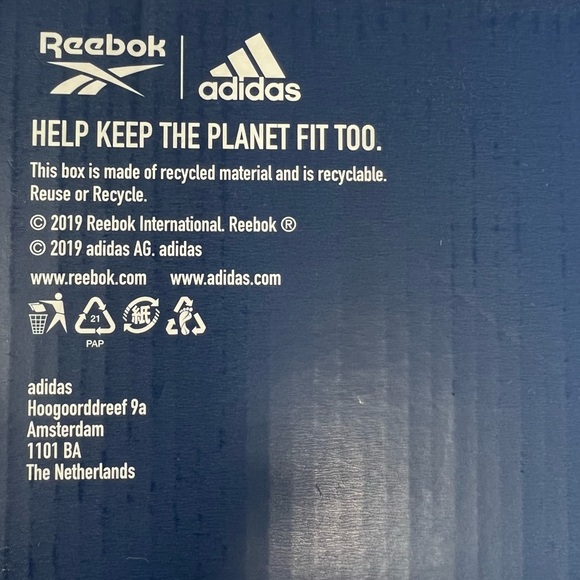 Reebok adidas
HELP KEEP THE PLANET FIT TOO.
This box is made of recycled material and is recyclable.
Reuse or Recycle.
© 2019 Reebok International. Reebok ®
© 2019 adidas AG. adidas
www.reebok.com www.adidas.com
21 紙
PAP
adidas
Hoogoorddreef 9a
Amsterdam
1101 BA
The Netherlands